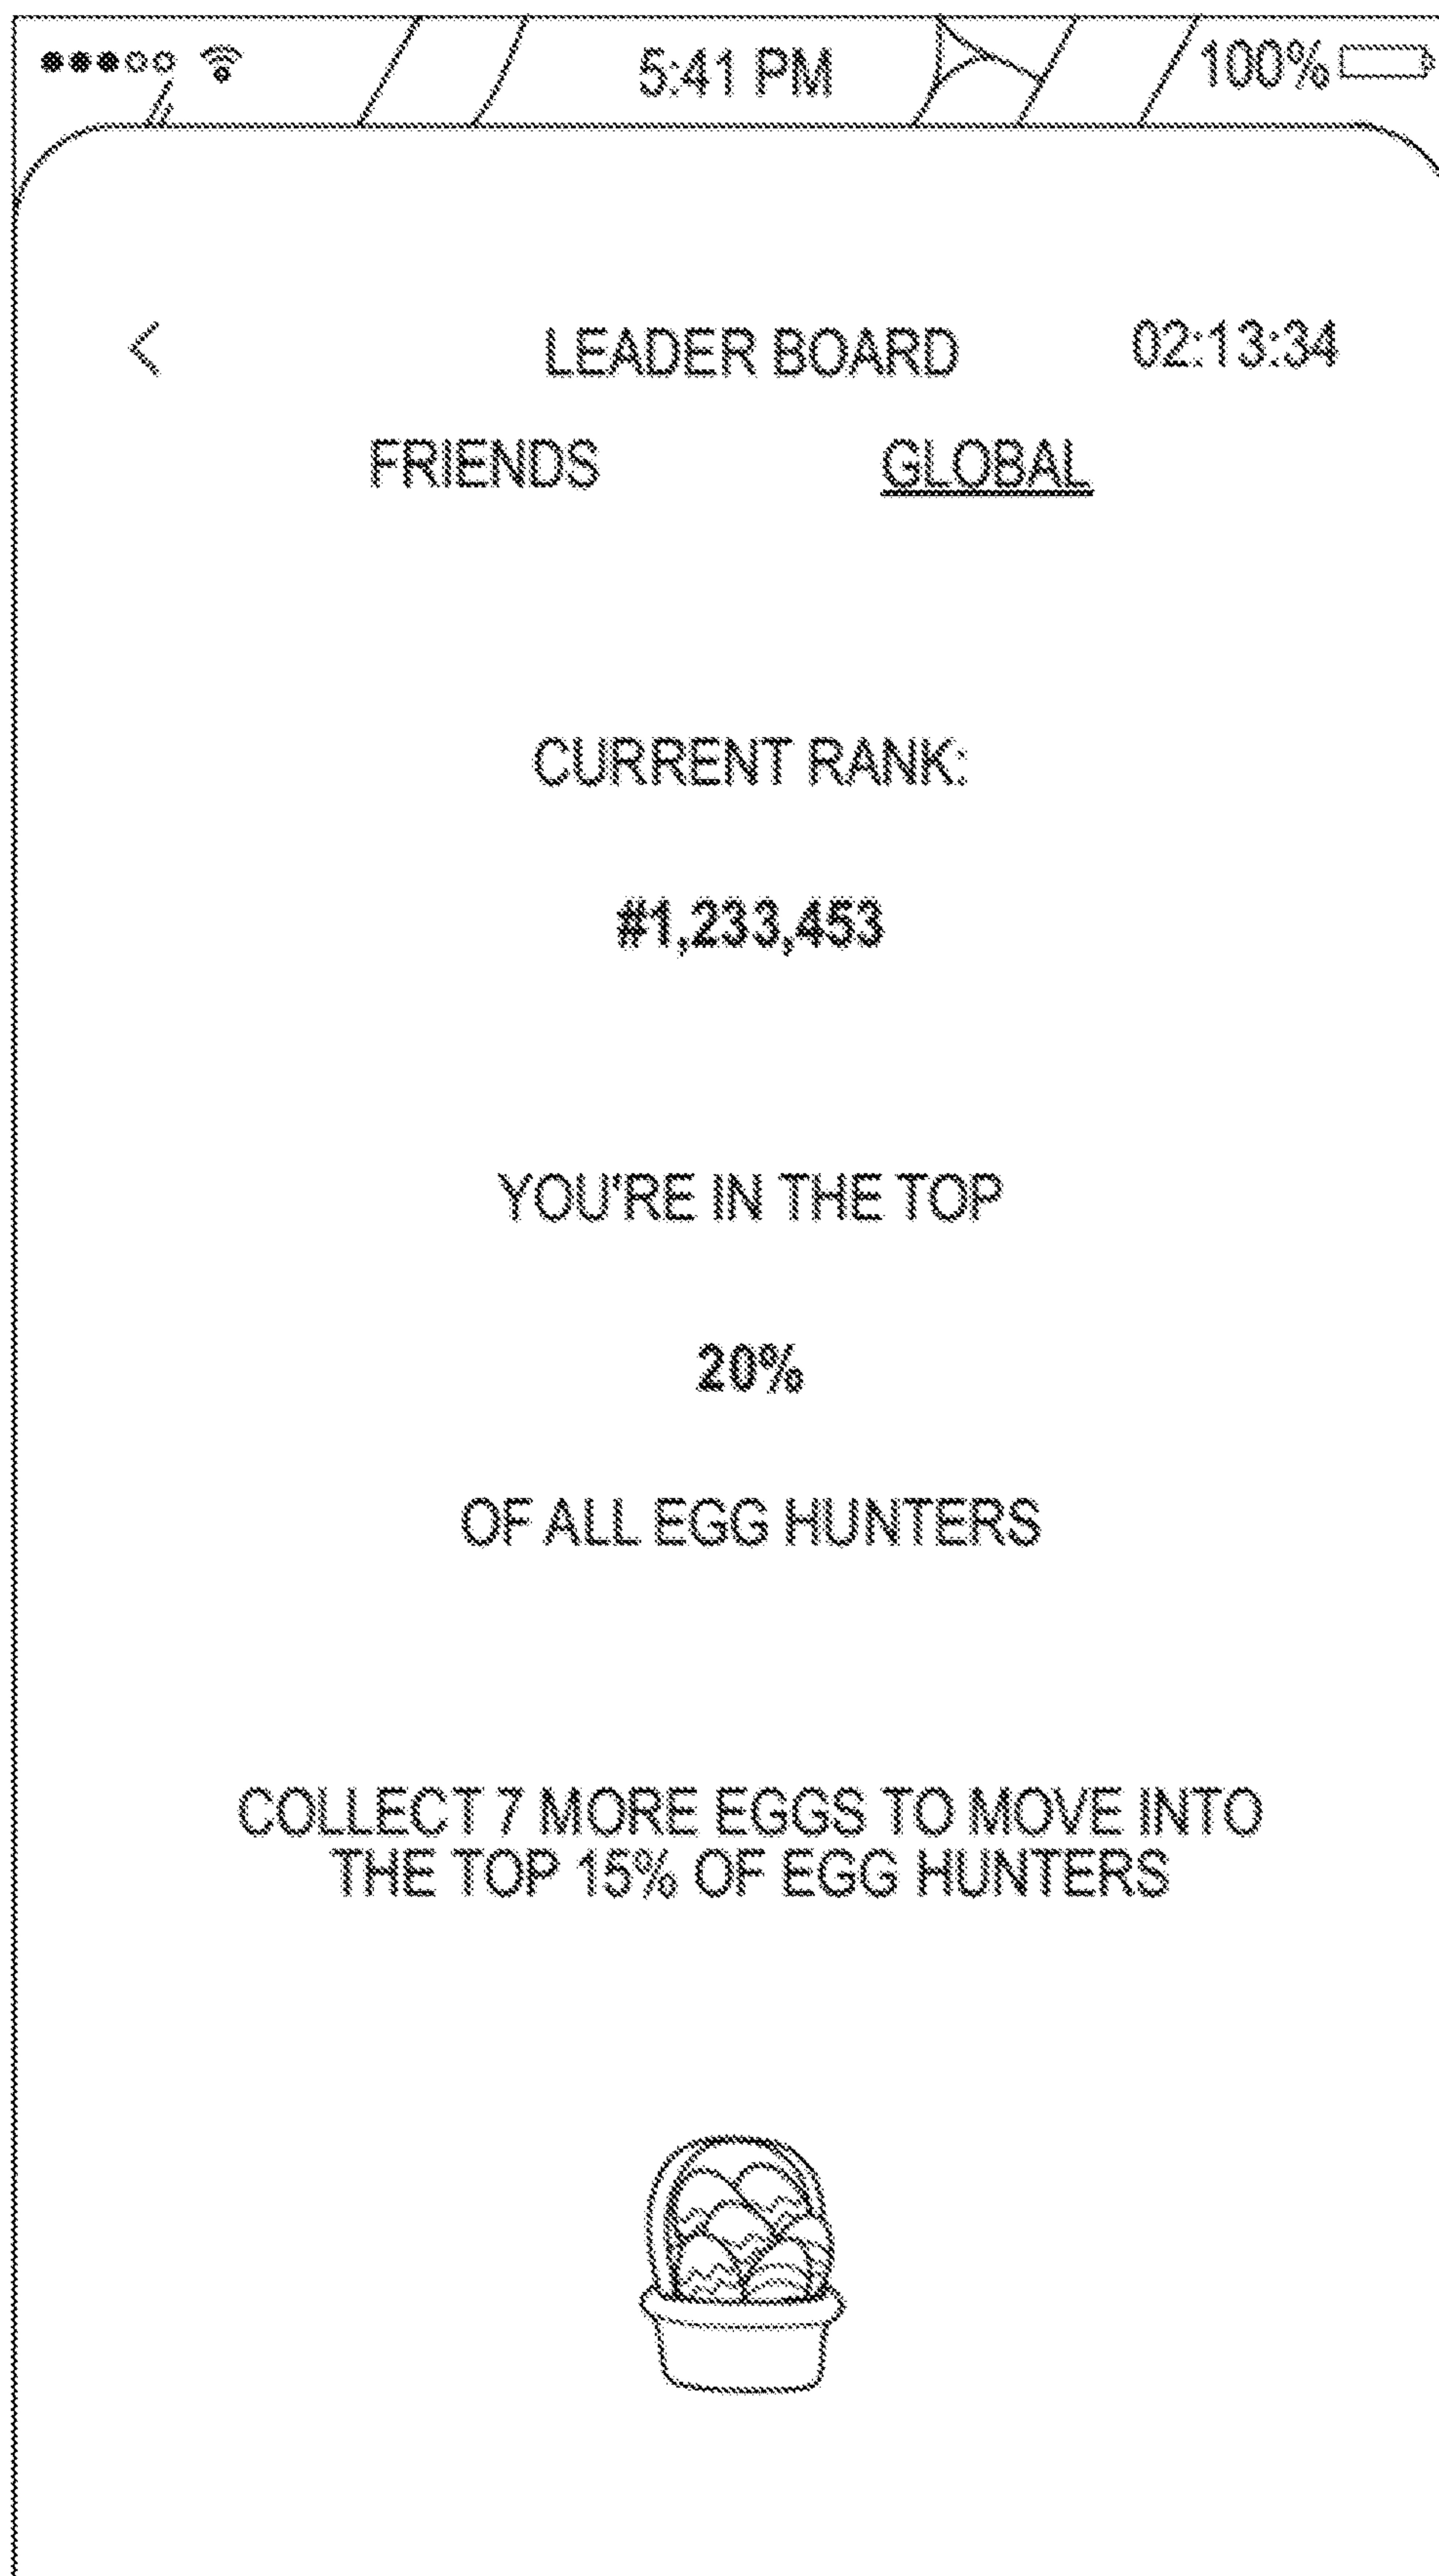 5:41 PM 100%
< LEADER BOARD 02:13:34
FRIENDS GLOBAL
CURRENT RANK:
#1,233,453
YOU'RE IN THE TOP
20%
OF ALL EGG HUNTERS
COLLECT 7 MORE EGGS TO MOVE INTO
THE TOP 15% OF EGG HUNTERS